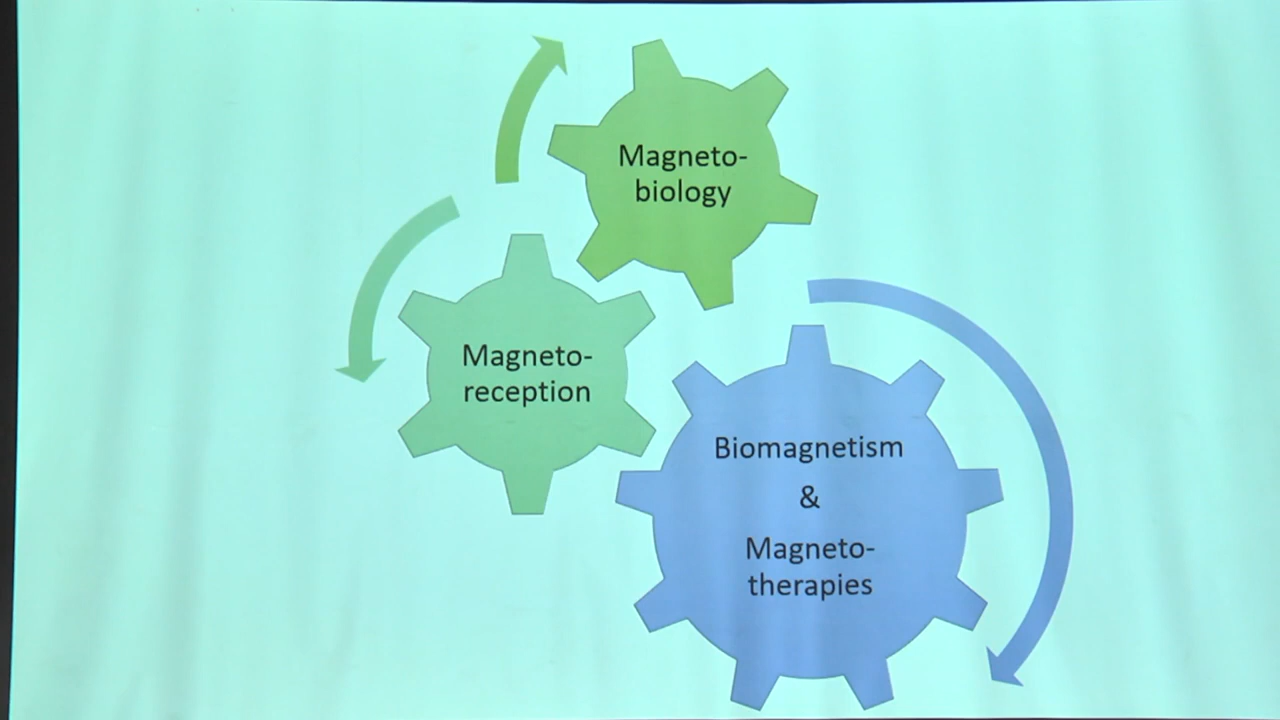 Magneto-
biology
Magneto-
reception
Biomagnetism
&
Magneto-
therapies